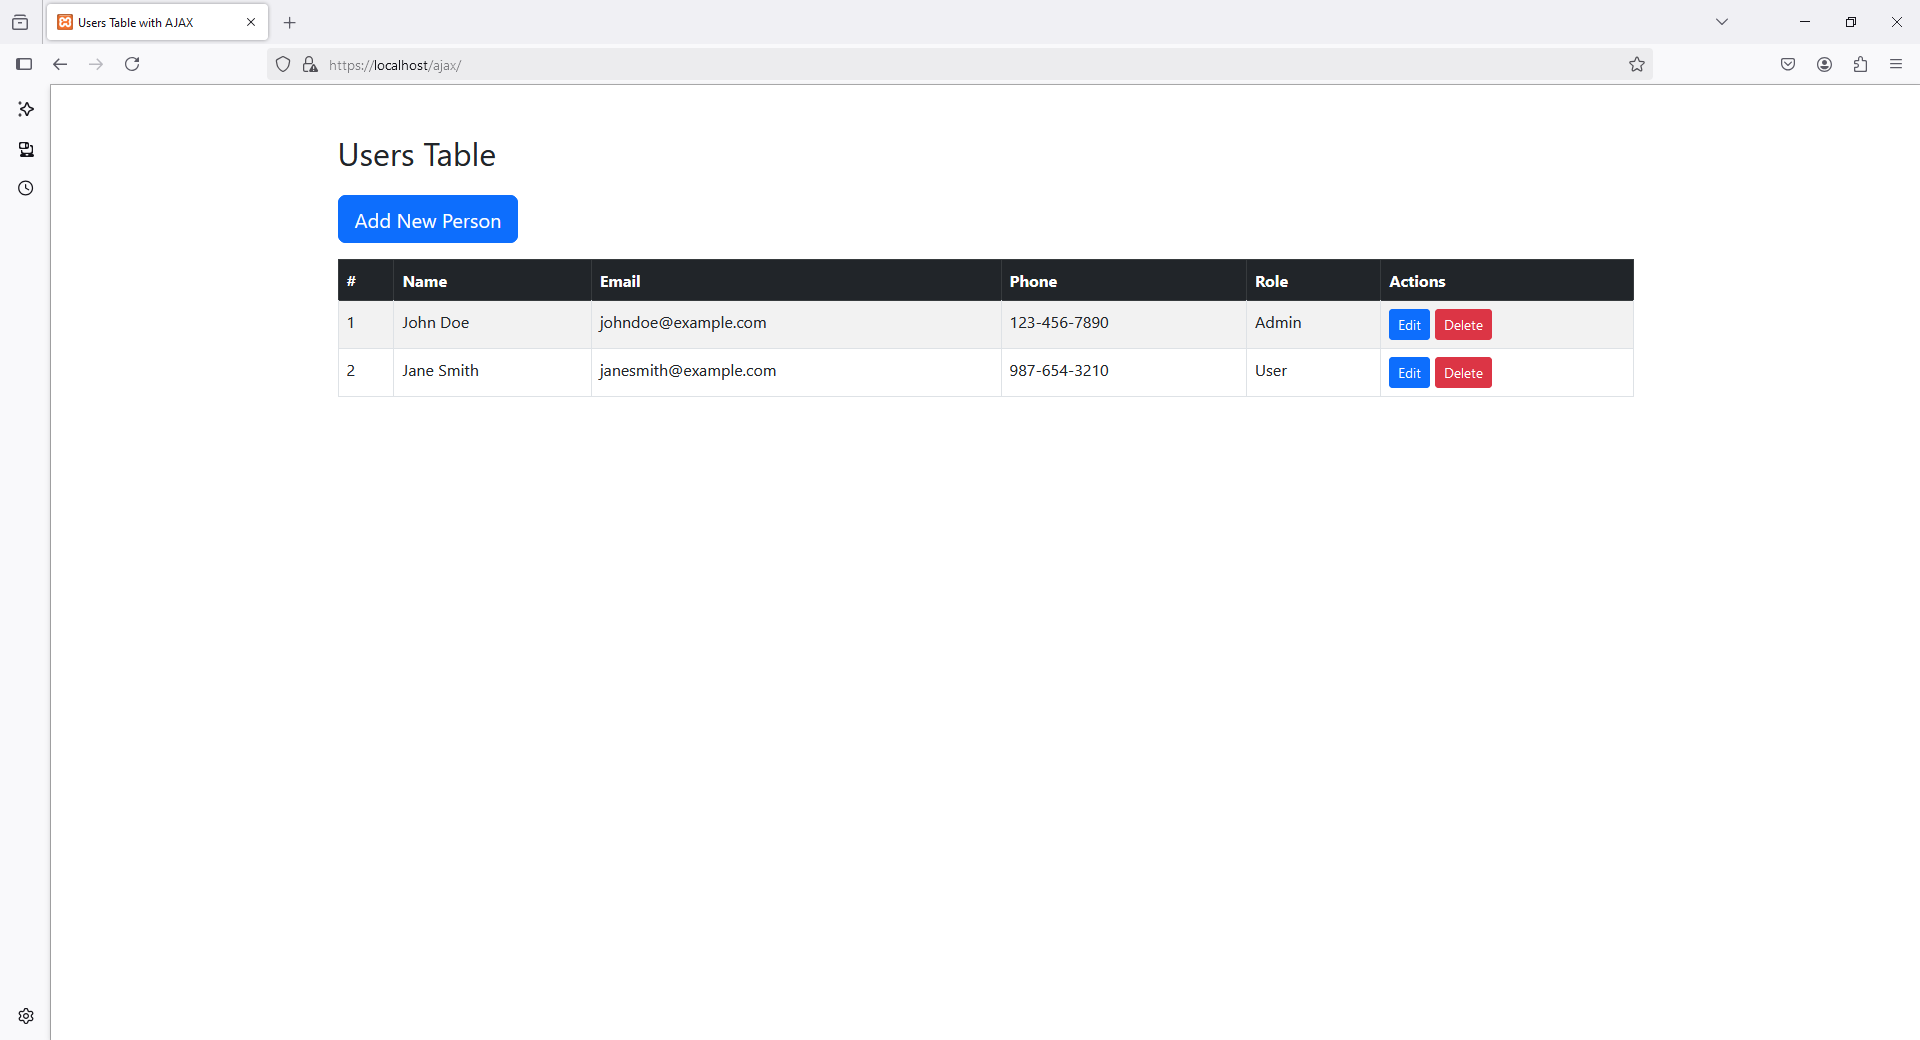 Users Table with AJAX
https://localhost/ajax/
Users Table
Add New Person
# Name Email Phone Role Actions
1 John Doe johndoe@example.com 123-456-7890 Admin Edit Delete
2 Jane Smith janesmith@example.com 987-654-3210 User Edit Delete